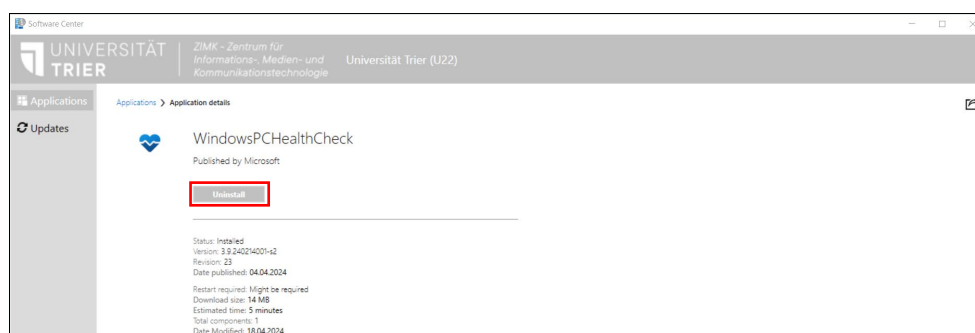 Software Center
UNIVERSITÄT
TRIER
ZIMK – Zentrum für
Informations-, Medien- und
Kommunikationstechnologie
Universität Trier (U22)
Applications
Updates
Applications ❯ Application details
WindowsPCHealthCheck
Published by Microsoft
Uninstall
Status: Installed
Version: 3.9.240214001-s2
Revision: 23
Date published: 04.04.2024
Restart required: Might be required
Download size: 14 MB
Estimated time: 5 minutes
Total components: 1
Date Modified: 18.04.2024